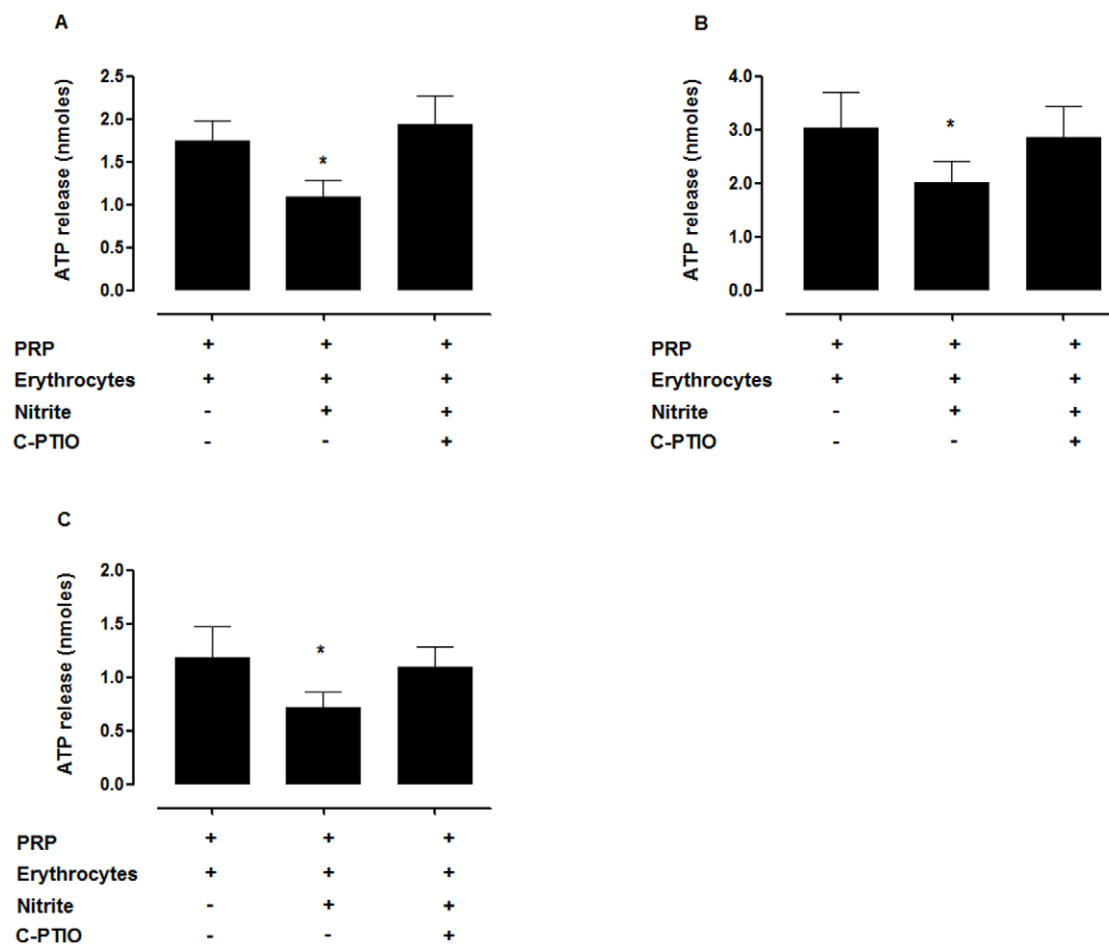 A
ATP release (nmoles)
2.5
2.0
1.5
1.0
0.5
0.0
*
PRP + + +
Erythrocytes + + +
Nitrite - + +
C-PTIO - - +
B
ATP release (nmoles)
4.0
3.0
2.0
1.0
0.0
*
PRP + + +
Erythrocytes + + +
Nitrite - + +
C-PTIO - - +
C
ATP release (nmoles)
2.0
1.5
1.0
0.5
0.0
*
PRP + + +
Erythrocytes + + +
Nitrite - + +
C-PTIO - - +